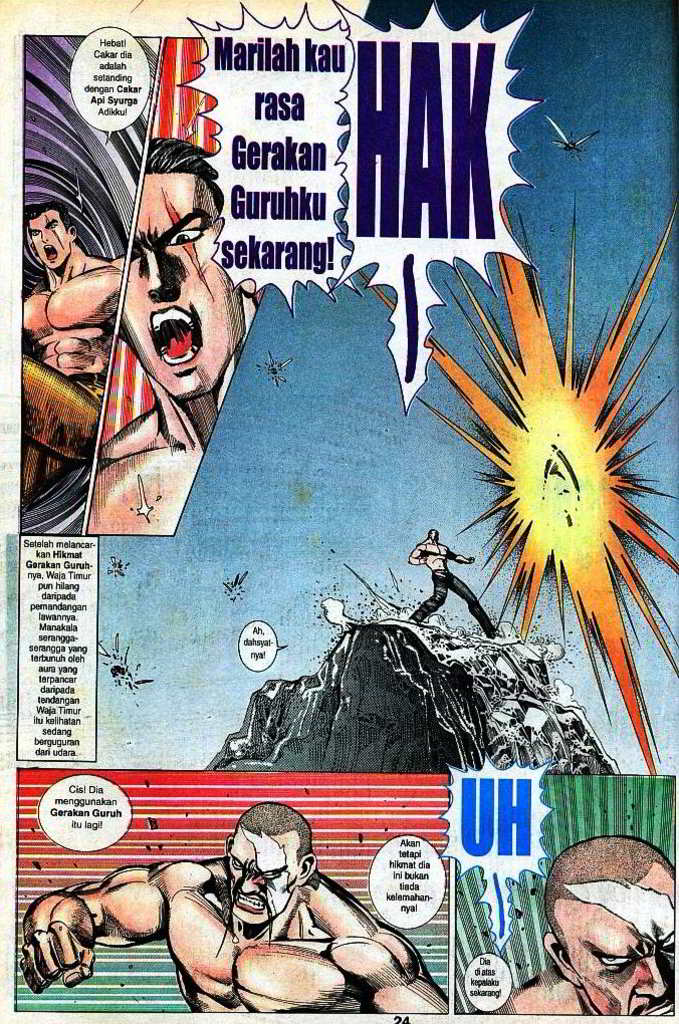 Hebat!
Cakar dia
adalah
setanding
dengan Cakar
Api Syurga
Adikku!
Marilah kau
rasa
Gerakan
Guruhku
sekarang!
HAK
Setelah melancar-
kan Hikmat
Gerakan Guruh-
nya, Waja Timur
pun hilang
daripada
pemandangan
lawannya.
Manakala
serangga-
serangga yang
terbunuh oleh
aura yang
terpancar
daripada
tendangan
Waja Timur
itu kelihatan
sedang
berguguran
dari udara.
Ah,
dahsyat-
nya!
Cis! Dia
menggunakan
Gerakan Guruh
itu lagi!
Akan
tetapi
hikmat dia
ini bukan
tiada
kelemahan-
nya!
UH
Dia
di atas
kepalaku
sekarang!
24